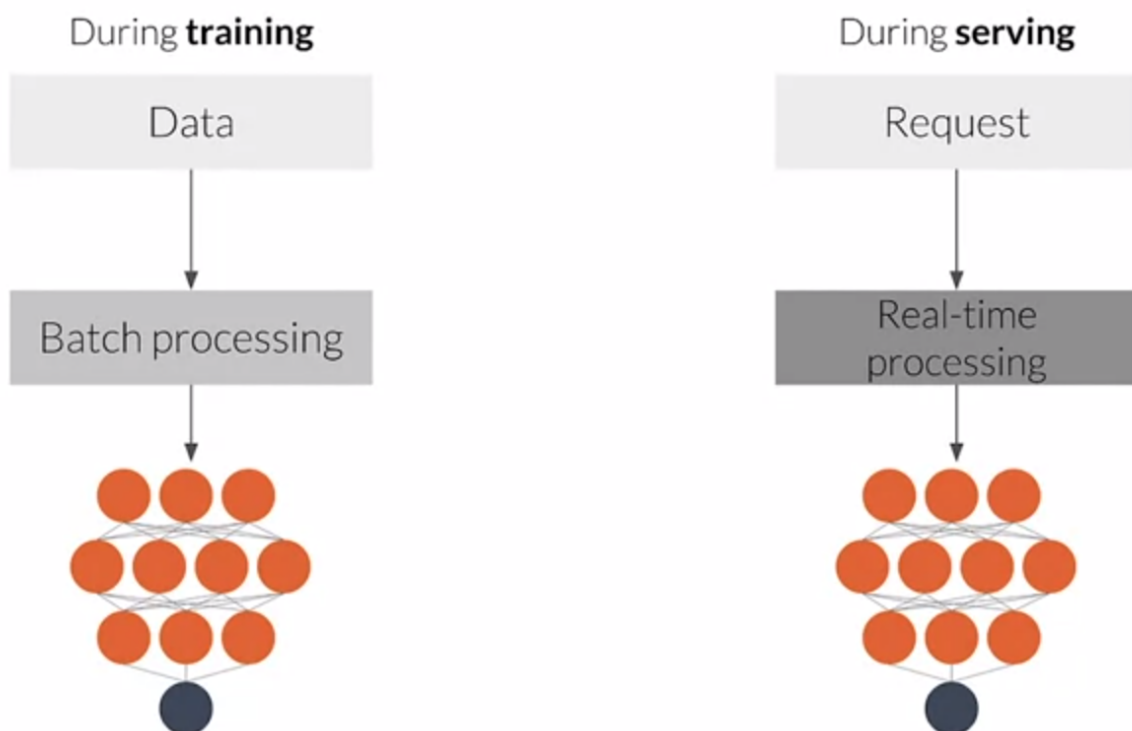 During training
Data
Batch processing
During serving
Request
Real-time
processing